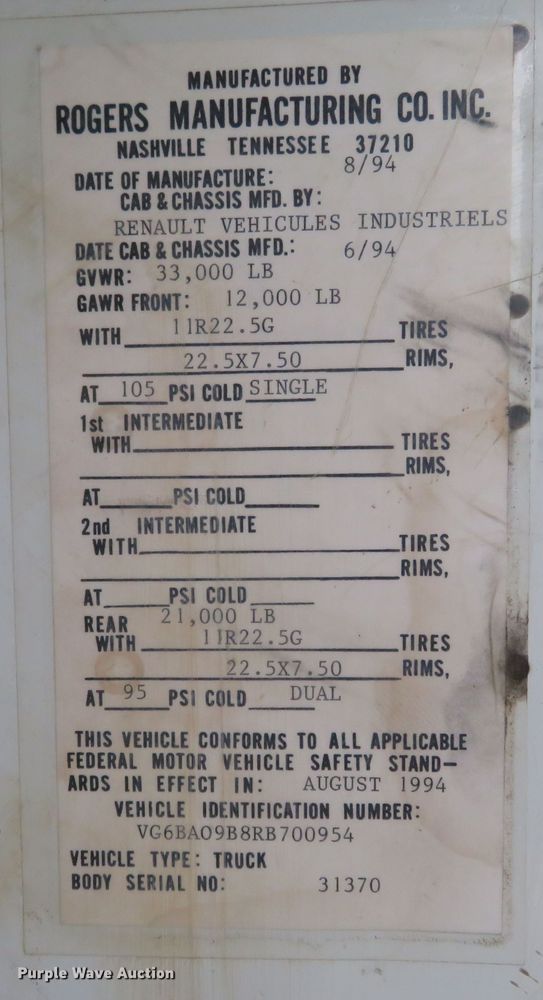 MANUFACTURED BY
ROGERS MANUFACTURING CO. INC.
NASHVILLE TENNESSEE 37210
DATE OF MANUFACTURE: 8/94
CAB & CHASSIS MFD. BY:
RENAULT VEHICULES INDUSTRIELS
DATE CAB & CHASSIS MFD.: 6/94
GVWR: 33,000 LB
GAWR FRONT: 12,000 LB
WITH 11R22.5G TIRES
22.5X7.50 RIMS,
AT 105 PSI COLD SINGLE
1st INTERMEDIATE
WITH TIRES
RIMS,
AT PSI COLD
2nd INTERMEDIATE
WITH TIRES
RIMS,
AT PSI COLD
REAR 21,000 LB
WITH 11R22.5G TIRES
22.5X7.50 RIMS,
AT 95 PSI COLD DUAL
THIS VEHICLE CONFORMS TO ALL APPLICABLE
FEDERAL MOTOR VEHICLE SAFETY STAND-
ARDS IN EFFECT IN: AUGUST 1994
VEHICLE IDENTIFICATION NUMBER:
VG6BA09B8RB700954
VEHICLE TYPE: TRUCK
BODY SERIAL NO: 31370
Purple Wave Auction